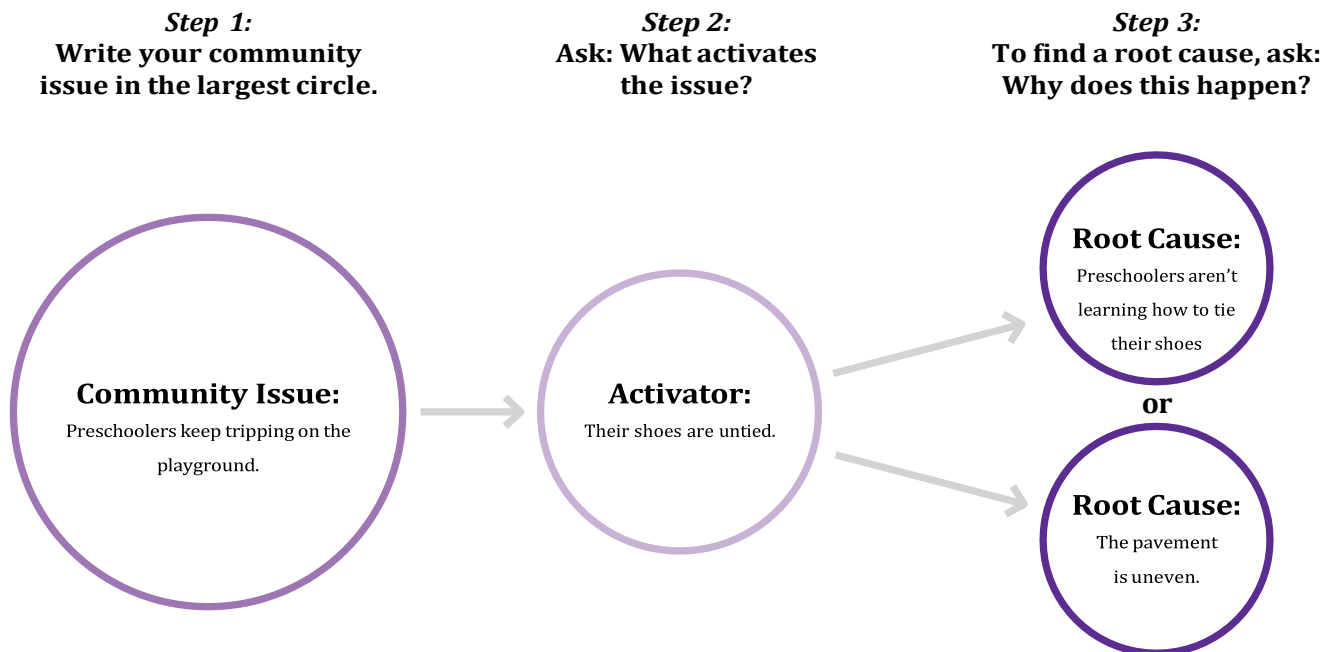 Step 1:
Write your community
issue in the largest circle.
Step 2:
Ask: What activates
the issue?
Step 3:
To find a root cause, ask:
Why does this happen?
Community Issue:
Preschoolers keep tripping on the
playground.
Activator:
Their shoes are untied.
Root Cause:
Preschoolers aren’t
learning how to tie
their shoes
or
Root Cause:
The pavement
is uneven.